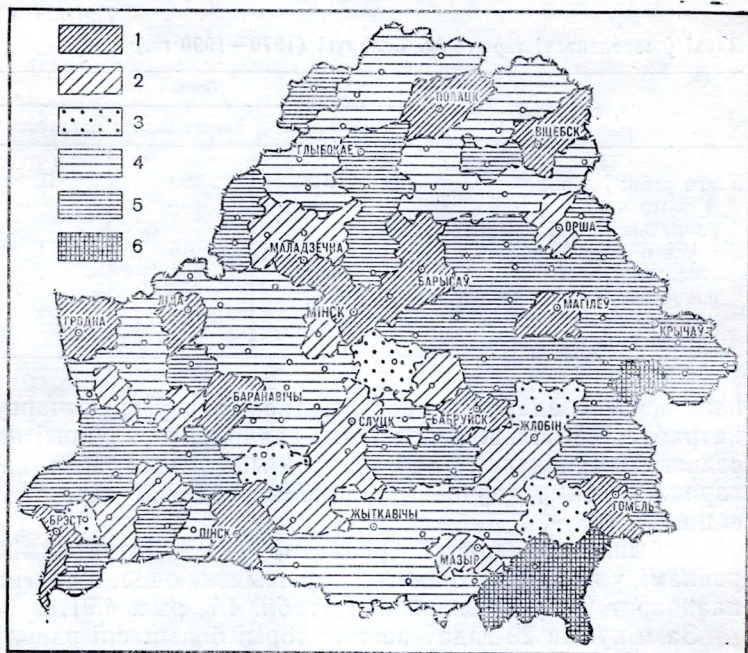 1
2
3
4
5
6
ПОЛАЦК
ВІЦЕБСК
ГЛЫБОКАЕ
ОРША
МАЛАДЗЕЧНА
БАРЫСАЎ
ЛІДА
МІНСК
МАГІЛЕЎ
ГРОДНА
КРЫЧАЎ
БАРАНАВІЧЫ
СЛУЦК
БАБРУЙСК
ЖЛОБІН
БРЭСТ
ПІНСК
ЖЫТКАВІЧЫ
ГОМЕЛЬ
МАЗЫР